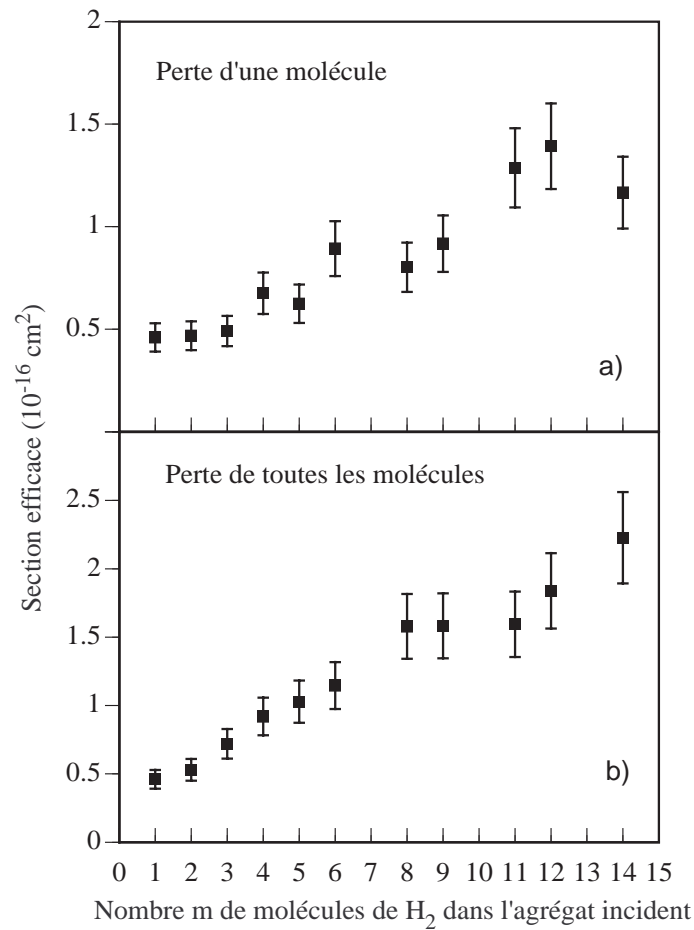 2
Perte d'une molécule
1.5
1
0.5
a)
Section efficace (10⁻¹⁶ cm²)
Perte de toutes les molécules
2.5
2
1.5
1
0.5
b)
0
0 1 2 3 4 5 6 7 8 9 10 11 12 13 14 15
Nombre m de molécules de H₂ dans l'agrégat incident